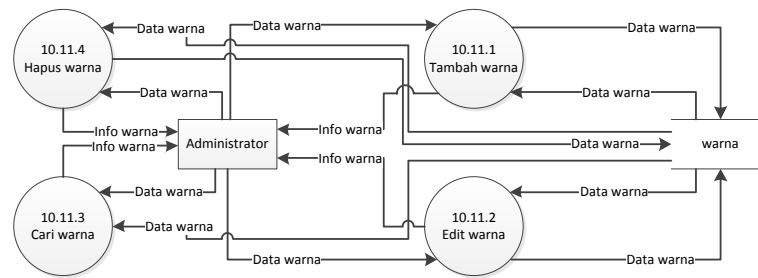 Data warna
Data warna
Data warna
10.11.4
Hapus warna
10.11.1
Tambah warna
Data warna
Data warna
Info warna
Info warna
Administrator
Info warna
Data warna
warna
Info warna
Data warna
Data warna
10.11.3
Cari warna
Data warna
10.11.2
Edit warna
Data warna
Data warna